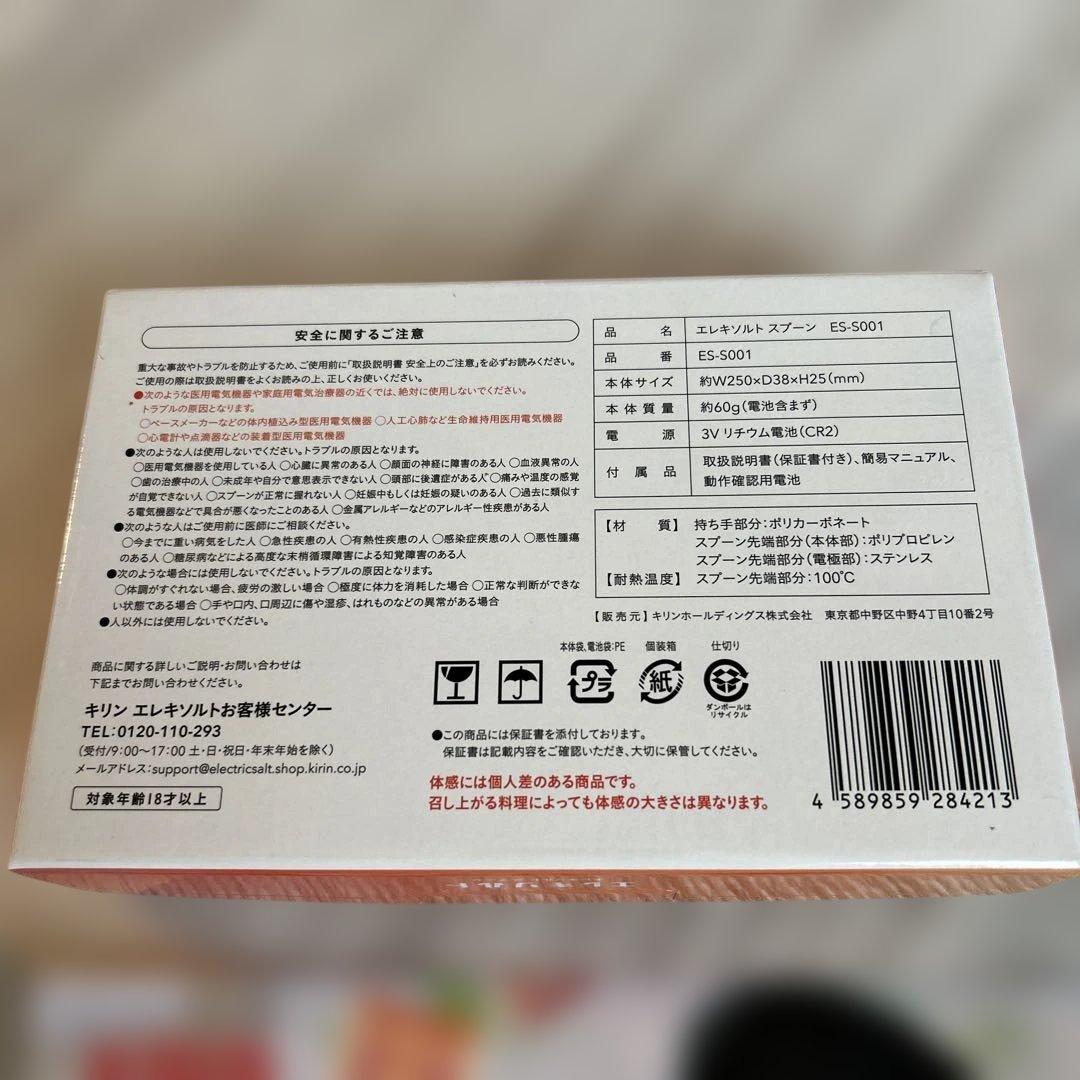 安全に関するご注意
重大な事故やトラブルを防止するため、ご使用前に「取扱説明書 安全上のご注意」を必ずお読みください。
ご使用の際は取扱説明書をよくお読みの上、正しくお使いください。
●次のような医用電気機器や家庭用電気治療器の近くでは、絶対に使用しないでください。
トラブルの原因となります。
○ペースメーカーなどの体内植込み型医用電気機器 ○人工心肺など生命維持用医用電気機器
○心電計や点滴器などの装着型医用電気機器
●次のような人は使用しないでください。トラブルの原因となります。
○医用電気機器を使用している人 ○心臓に異常のある人 ○顔面の神経に障害のある人 ○血液異常の人
○歯の治療中の人 ○未成年や自分で意思表示できない人 ○頭部に後遺症がある人 ○痛みや温度の感覚
が自覚できない人 ○スプーンが正常に握れない人 ○妊娠中もしくは妊娠の疑いのある人 ○過去に類似す
る電気機器などで具合が悪くなったことのある人 ○金属アレルギーなどのアレルギー性疾患がある人
●次のような人はご使用前に医師にご相談ください。
○今までに重い病気をした人 ○急性疾患の人 ○有熱性疾患の人 ○感染症疾患の人 ○悪性腫瘍
のある人 ○糖尿病などによる高度な末梢循環障害による知覚障害のある人
●次のような場合には使用しないでください。トラブルの原因となります。
○体調がすぐれない場合、疲労の激しい場合 ○極度に体力を消耗した場合 ○正常な判断ができな
い状態である場合 ○手や口内、口周辺に傷や湿疹、はれものなどの異常がある場合
●人以外には使用しないでください。
商品に関する詳しいご説明・お問い合わせは
下記までお問い合わせください。
キリン エレキソルトお客様センター
TEL:0120-110-293
(受付/9:00〜17:00 土・日・祝日・年末年始を除く)
メールアドレス:support@electricsalt.shop.kirin.co.jp
対象年齢18才以上
品名 エレキソルト スプーン ES-S001
品番 ES-S001
本体サイズ 約W250×D38×H25(mm)
本体質量 約60g(電池含まず)
電源 3V リチウム電池(CR2)
付属品 取扱説明書(保証書付き)、簡易マニュアル、
動作確認用電池
【材質】 持ち手部分:ポリカーボネート
スプーン先端部分(本体部):ポリプロピレン
スプーン先端部分(電極部):ステンレス
【耐熱温度】 スプーン先端部分:100℃
【販売元】キリンホールディングス株式会社 東京都中野区中野4丁目10番2号
本体袋、電池袋:PE 個装箱 仕切り
プラ 紙
ダンボールは
リサイクル
●この商品には保証書を添付しております。
保証書は記載内容をご確認いただき、大切に保管してください。
体感には個人差のある商品です。
召し上がる料理によっても体感の大きさは異なります。
4 589859 284213
エレキソルト